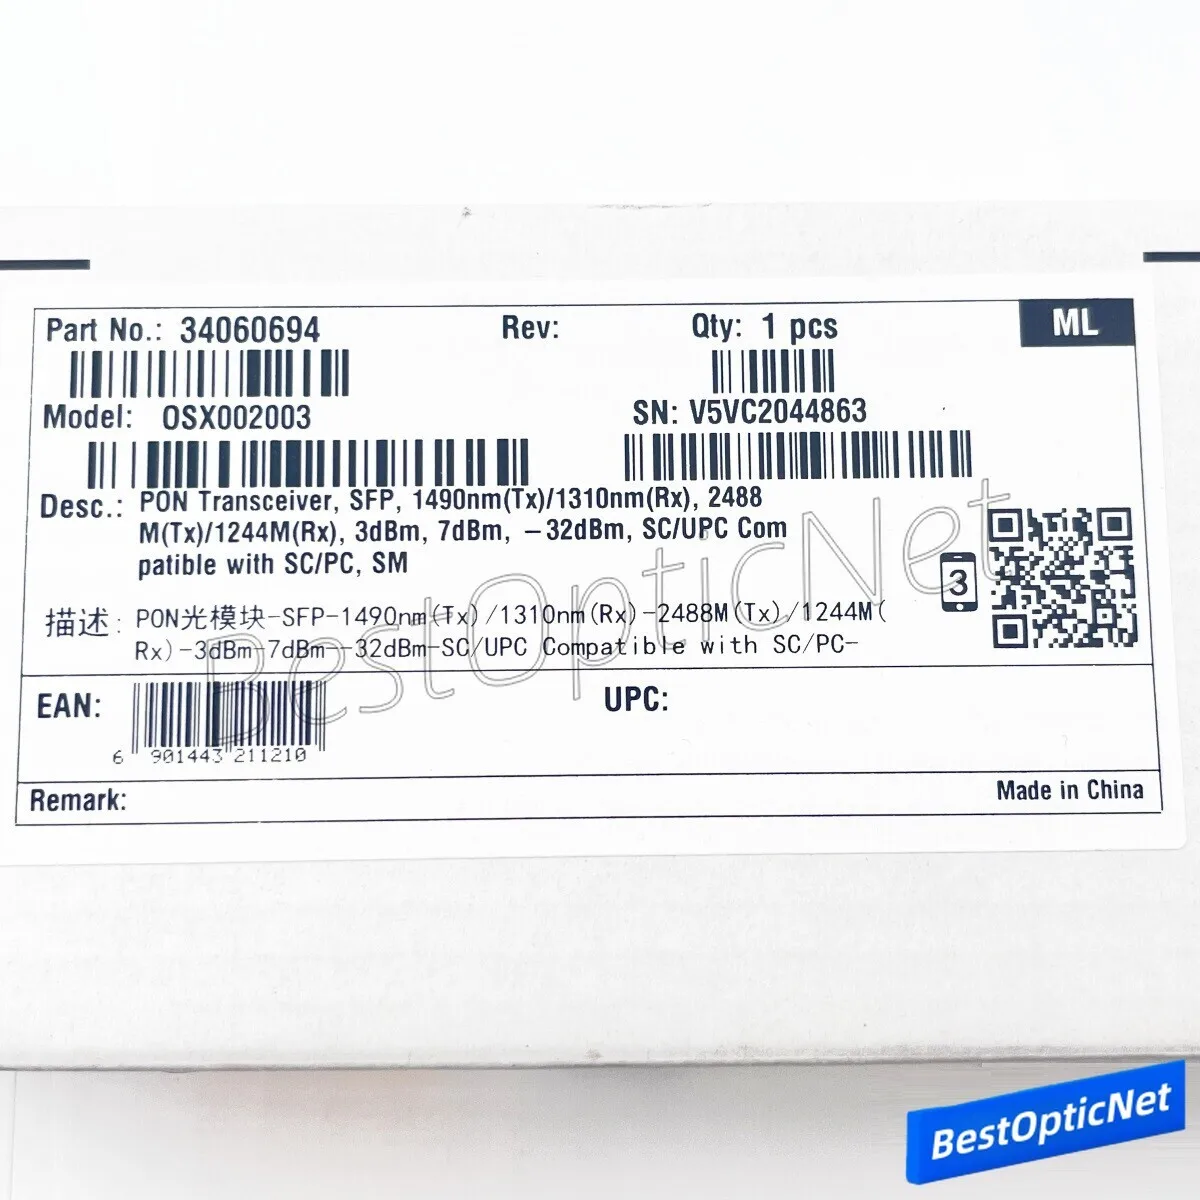 Part No.: 34060694 Rev: Qty: 1 pcs ML
Model: OSX002003 SN: V5VC2044863
Desc.: PON Transceiver, SFP, 1490nm(Tx)/1310nm(Rx), 2488
M(Tx)/1244M(Rx), 3dBm, 7dBm, -32dBm, SC/UPC Com
patible with SC/PC, SM
3
描述: PON光模块-SFP-1490nm(Tx)/1310nm(Rx)-2488M(Tx)/1244M(
Rx)-3dBm-7dBm--32dBm-SC/UPC Compatible with SC/PC-
BestOpticNet
EAN: UPC:
6 901443 211210
Remark: Made in China
BestOpticNet